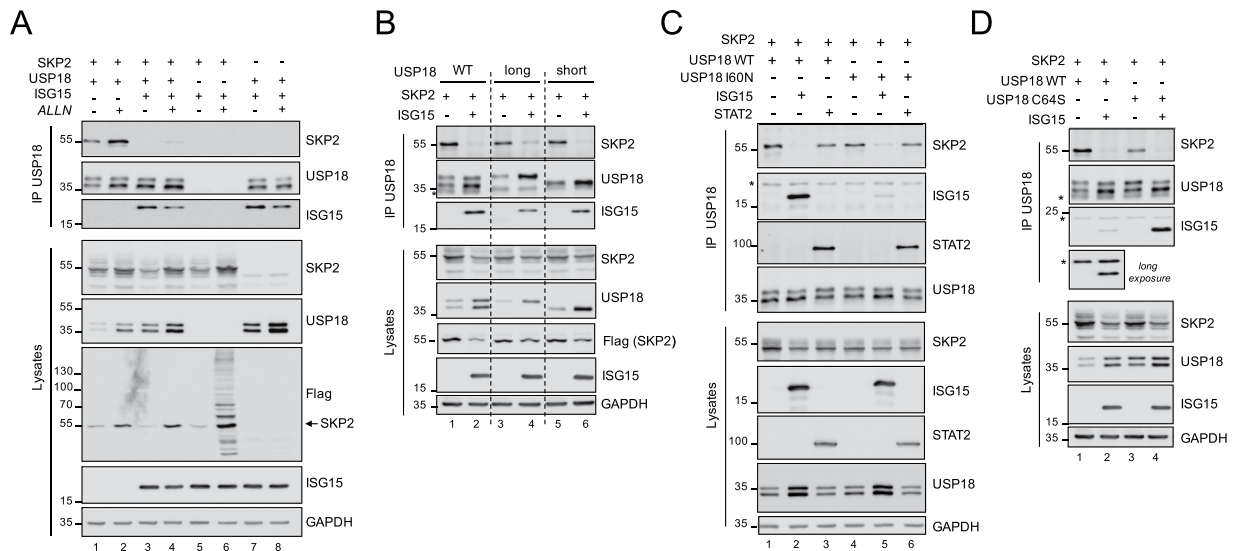 A
SKP2 + + + + + + - -
USP18 + + + + - - + +
ISG15 - - + + + + + +
ALLN - + - + - + - +
IP USP18
55 SKP2
35 USP18
15 ISG15
Lysates
55 SKP2
55
35 USP18
130
100
70
55
Flag
← SKP2
15 ISG15
35 GAPDH
1 2 3 4 5 6 7 8
B
USP18 WT long short
SKP2 + + + + + +
ISG15 - + - + - +
IP USP18
55 SKP2
35 USP18
*
15 ISG15
Lysates
55 SKP2
35 USP18
55 Flag (SKP2)
15 ISG15
35 GAPDH
1 2 3 4 5 6
C
SKP2 + + + + + +
USP18 WT + + + - - -
USP18 I60N - - - + + +
ISG15 - + - - + -
STAT2 - - + - - +
IP USP18
55 SKP2
*
15 ISG15
100 STAT2
35 USP18
Lysates
55 SKP2
15 ISG15
100 STAT2
35 USP18
35 GAPDH
1 2 3 4 5 6
D
SKP2 + + + +
USP18 WT + + - -
USP18 C64S - - + +
ISG15 - + - +
IP USP18
55 SKP2
35 USP18
*
25
*
ISG15
*
long
exposure
Lysates
55 SKP2
35 USP18
15 ISG15
35 GAPDH
1 2 3 4